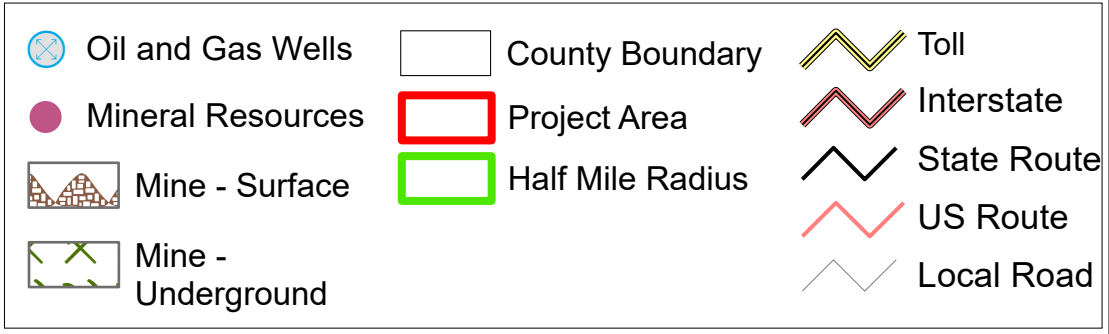 Oil and Gas Wells
Mineral Resources
Mine - Surface
Mine -
Underground
County Boundary
Project Area
Half Mile Radius
Toll
Interstate
State Route
US Route
Local Road